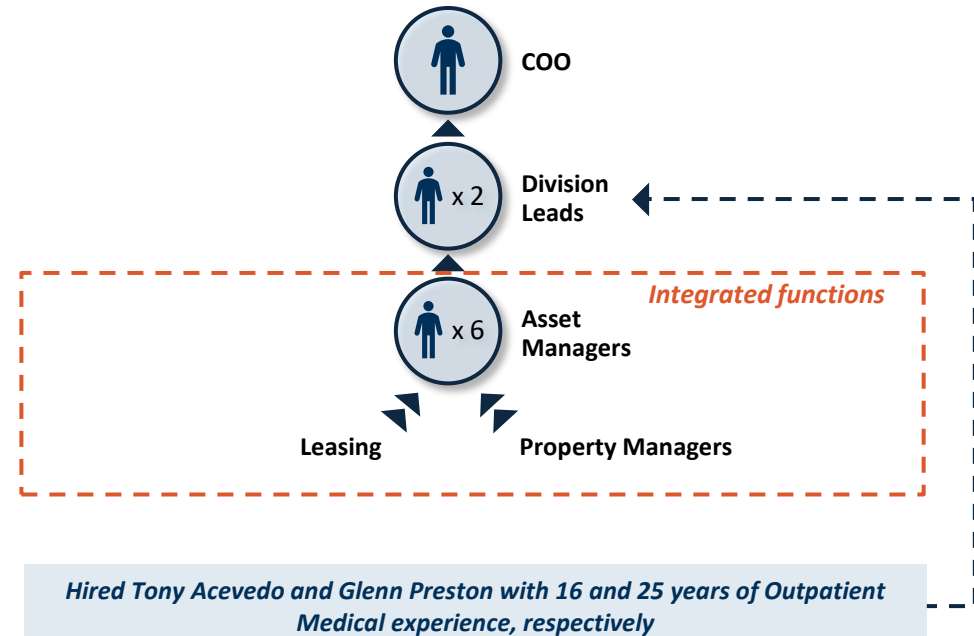 COO
x 2
Division
Leads
Integrated functions
x 6
Asset
Managers
Leasing
Property Managers
Hired Tony Acevedo and Glenn Preston with 16 and 25 years of Outpatient
Medical experience, respectively